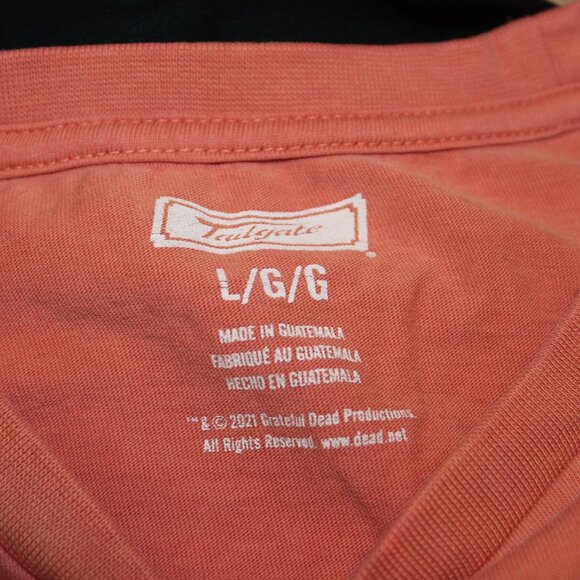 Tailgate
L/G/G
MADE IN GUATEMALA
FABRIQUÉ AU GUATEMALA
HECHO EN GUATEMALA
™ & © 2021 Grateful Dead Productions.
All Rights Reserved. www.dead.net